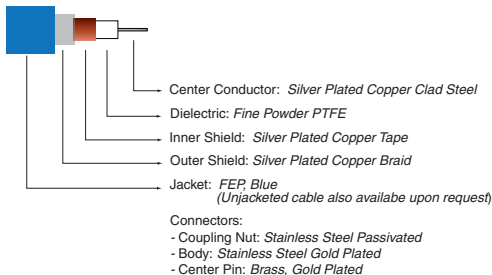 Center Conductor: Silver Plated Copper Clad Steel
Dielectric: Fine Powder PTFE
Inner Shield: Silver Plated Copper Tape
Outer Shield: Silver Plated Copper Braid
Jacket: FEP, Blue
(Unjacketed cable also availabe upon request)
Connectors:
- Coupling Nut: Stainless Steel Passivated
- Body: Stainless Steel Gold Plated
- Center Pin: Brass, Gold Plated